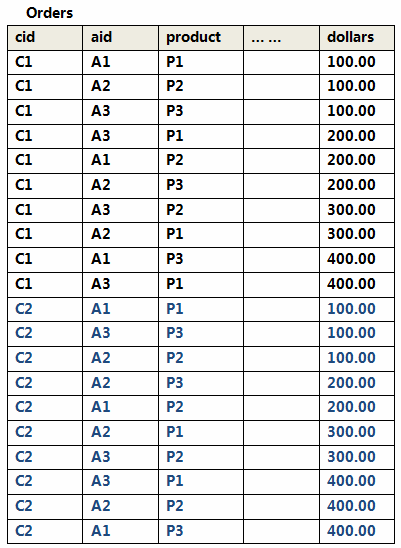 Orders
cid aid product ... ... dollars
C1 A1 P1 100.00
C1 A2 P2 100.00
C1 A3 P3 100.00
C1 A3 P1 200.00
C1 A1 P2 200.00
C1 A2 P3 200.00
C1 A3 P2 300.00
C1 A2 P1 300.00
C1 A1 P3 400.00
C1 A3 P1 400.00
C2 A1 P1 100.00
C2 A3 P3 100.00
C2 A2 P2 100.00
C2 A2 P3 200.00
C2 A1 P2 200.00
C2 A2 P1 300.00
C2 A3 P2 300.00
C2 A3 P1 400.00
C2 A2 P2 400.00
C2 A1 P3 400.00